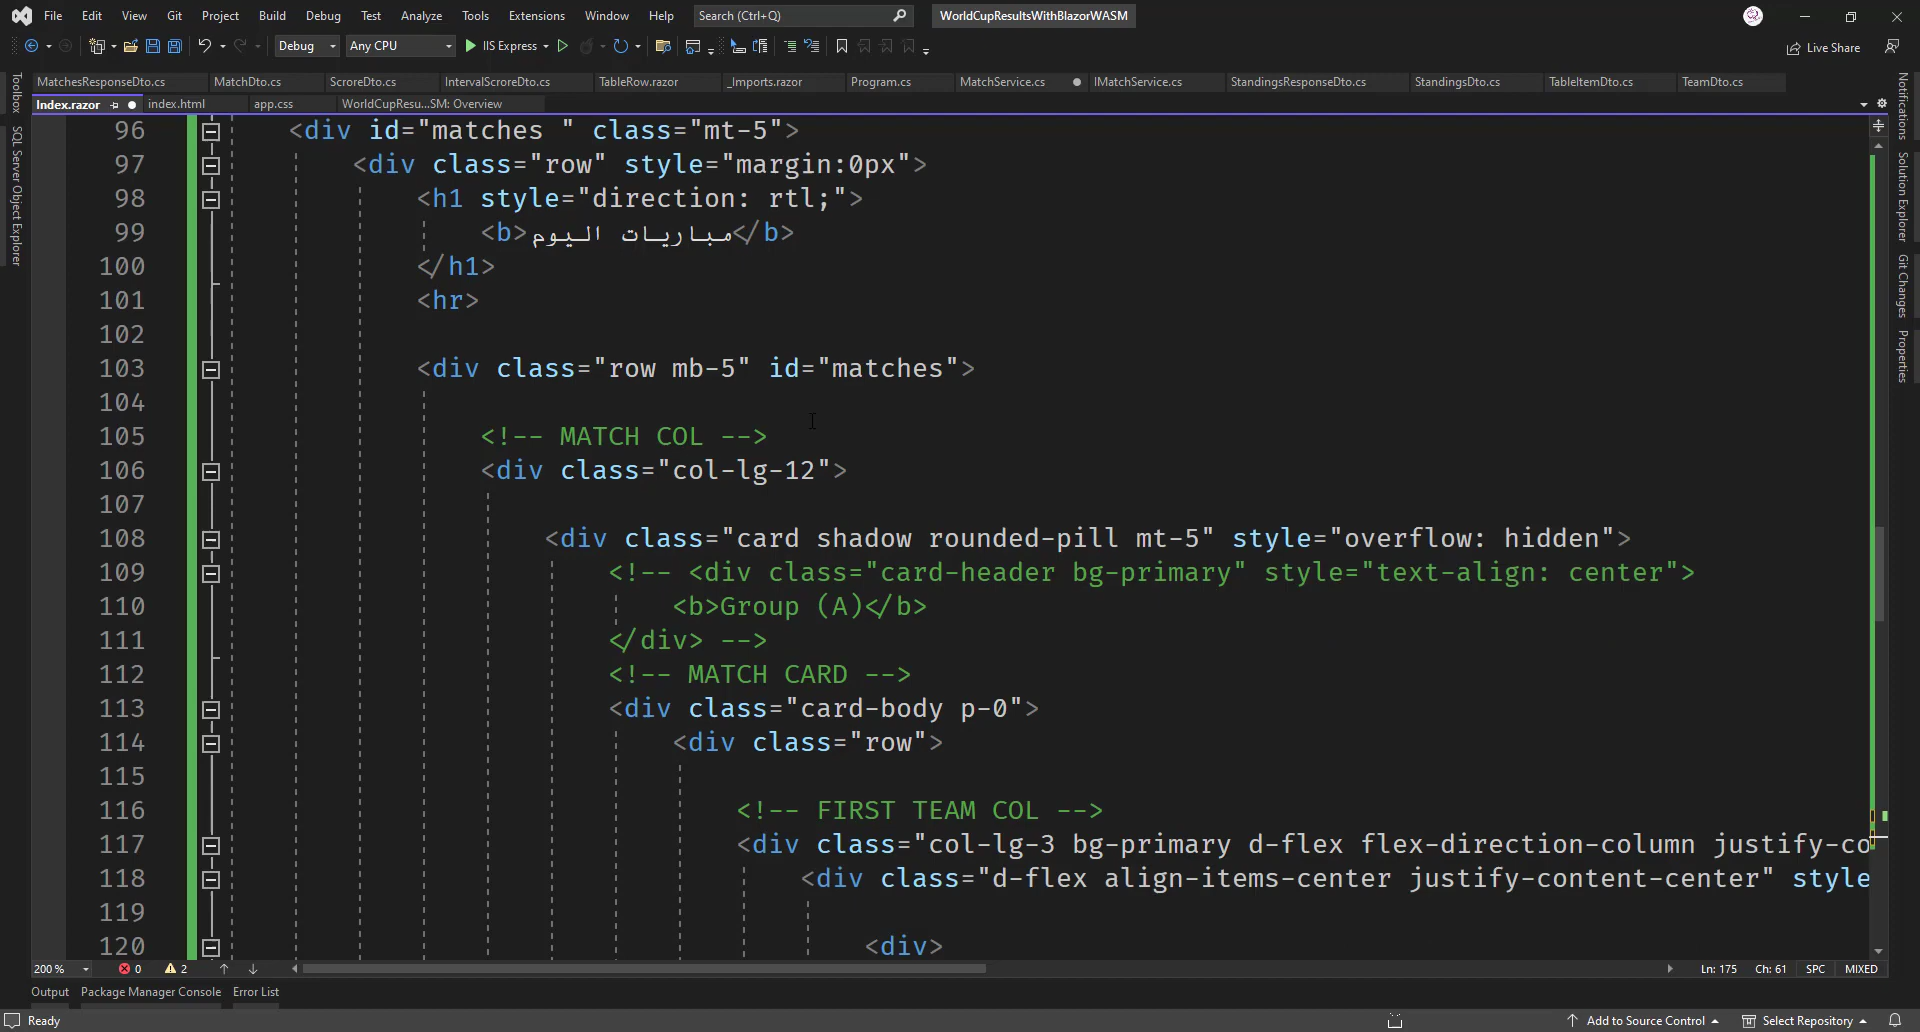 File Edit View Git Project Build Debug Test Analyze Tools Extensions Window Help Search (Ctrl+Q) WorldCupResultsWithBlazorWASM
Debug Any CPU IIS Express Live Share
MatchesResponseDto.cs MatchDto.cs ScroreDto.cs IntervalScroreDto.cs TableRow.razor _Imports.razor Program.cs MatchService.cs IMatchService.cs StandingsResponseDto.cs StandingsDto.cs TableItemDto.cs TeamDto.cs
Index.razor index.html app.css WorldCupResu...SM: Overview
Toolbox
SQL Server Object Explorer
96 <div id="matches " class="mt-5">
97 <div class="row" style="margin:0px">
98 <h1 style="direction: rtl;">
99 <b>مباريات اليوم</b>
100 </h1>
101 <hr>
102
103 <div class="row mb-5" id="matches">
104
105 <!-- MATCH COL -->
106 <div class="col-lg-12">
107
108 <div class="card shadow rounded-pill mt-5" style="overflow: hidden">
109 <!-- <div class="card-header bg-primary" style="text-align: center">
110 <b>Group (A)</b>
111 </div> -->
112 <!-- MATCH CARD -->
113 <div class="card-body p-0">
114 <div class="row">
115
116 <!-- FIRST TEAM COL -->
117 <div class="col-lg-3 bg-primary d-flex flex-direction-column justify-co
118 <div class="d-flex align-items-center justify-content-center" style
119
120 <div>
Notifications
Solution Explorer
Git Changes
Properties
200 % 0 2 Ln: 175 Ch: 61 SPC MIXED
Output Package Manager Console Error List
Ready Add to Source Control Select Repository